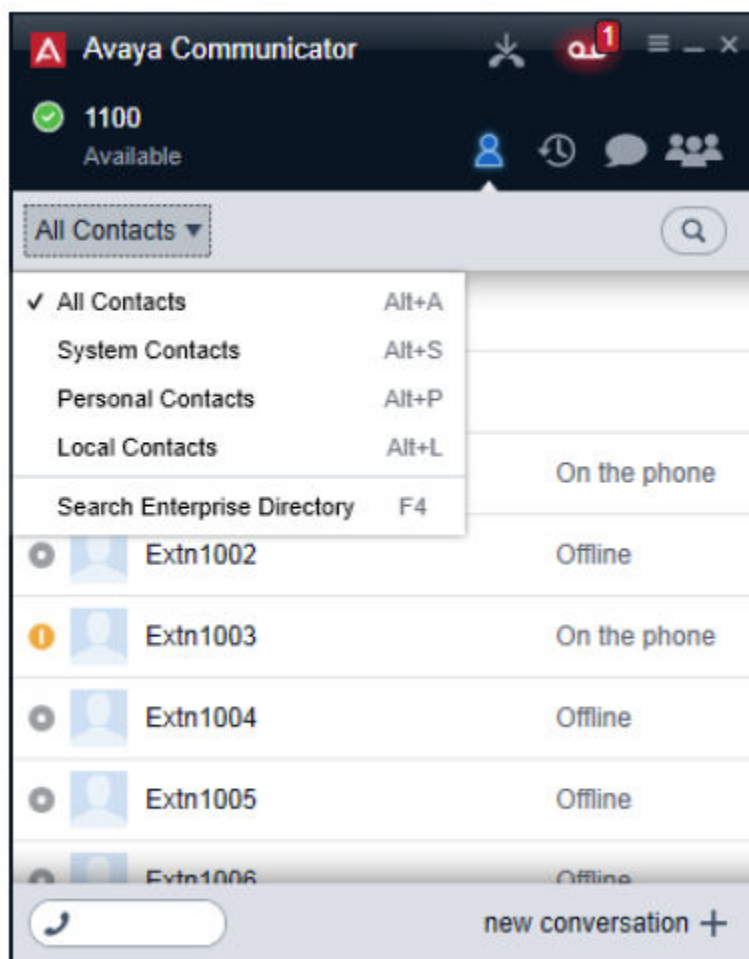 Avaya Communicator
1
1100
Available
All Contacts
✓ All Contacts Alt+A
System Contacts Alt+S
Personal Contacts Alt+P
Local Contacts Alt+L
Search Enterprise Directory F4
On the phone
Extn1002 Offline
Extn1003 On the phone
Extn1004 Offline
Extn1005 Offline
Extn1006 Offline
new conversation +